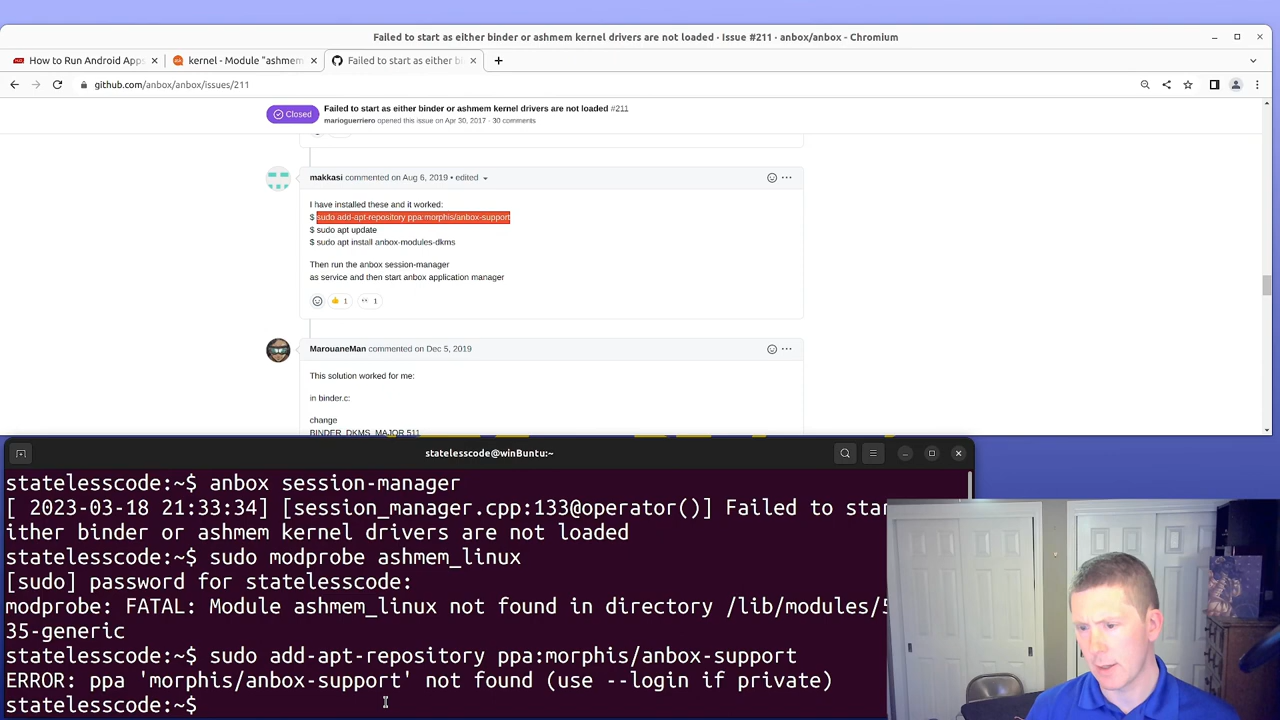 Failed to start as either binder or ashmem kernel drivers are not loaded · Issue #211 · anbox/anbox - Chromium
How to Run Android Apps
kernel - Module "ashmem
Failed to start as either b
github.com/anbox/anbox/issues/211
Closed
Failed to start as either binder or ashmem kernel drivers are not loaded #211
marioguerriero opened this issue on Apr 30, 2017 · 30 comments
makkasi commented on Aug 6, 2019 • edited
I have installed these and it worked:
$ sudo add-apt-repository ppa:morphis/anbox-support
$ sudo apt update
$ sudo apt install anbox-modules-dkms
Then run the anbox session-manager
as service and then start anbox application manager
1
1
MarouaneMan commented on Dec 5, 2019
This solution worked for me:
in binder.c:
change
BINDER_DKMS_MAJOR 511
statelesscode@winBuntu:~
statelesscode:~$ anbox session-manager
[ 2023-03-18 21:33:34] [session_manager.cpp:133@operator()] Failed to star
ither binder or ashmem kernel drivers are not loaded
statelesscode:~$ sudo modprobe ashmem_linux
[sudo] password for statelesscode:
modprobe: FATAL: Module ashmem_linux not found in directory /lib/modules/5
35-generic
statelesscode:~$ sudo add-apt-repository ppa:morphis/anbox-support
ERROR: ppa 'morphis/anbox-support' not found (use --login if private)
statelesscode:~$